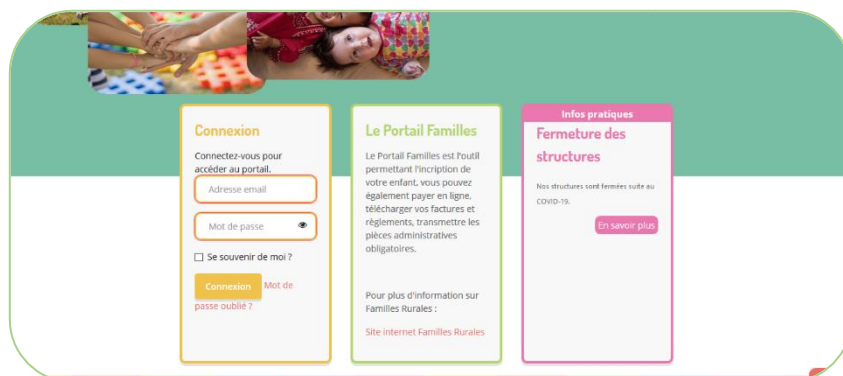 Connexion
Connectez-vous pour
accéder au portail.
Adresse email
Mot de passe
Se souvenir de moi ?
Connexion Mot de
passe oublié ?
Le Portail Familles
Le Portail Familles est l'outil
permettant l'incription de
votre enfant, vous pouvez
également payer en ligne,
télécharger vos factures et
règlements, transmettre les
pièces administratives
obligatoires.
Pour plus d'information sur
Familles Rurales :
Site internet Familles Rurales
Infos pratiques
Fermeture des
structures
Nos structures sont fermées suite au
COVID-19.
En savoir plus